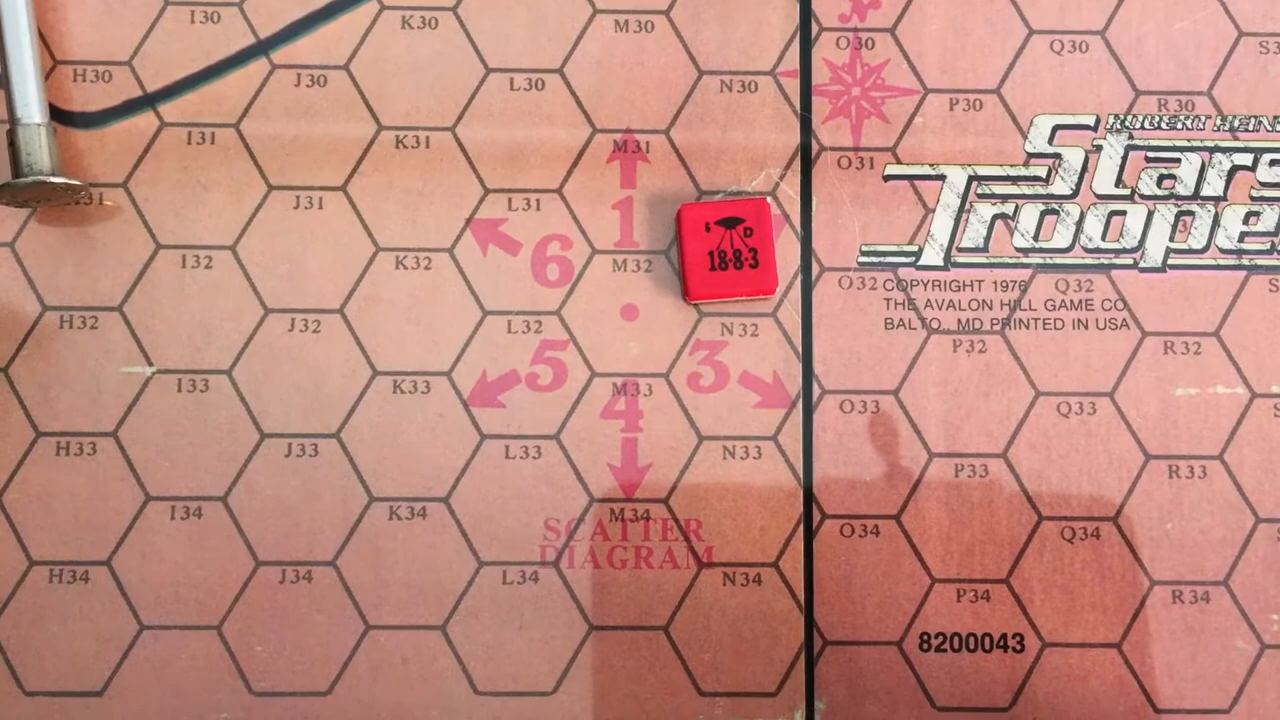 I30
K30
M30
O30
Q30
H30
J30
L30
N30
P30
R30
ROBERT
I31
K31
M31
O31
J31
L31
1
6
D
18-8-3
I32
K32
M32
O32
COPYRIGHT 1976
Q32
THE AVALON HILL GAME CO
BALTO., MD PRINTED IN USA
H32
J32
L32
N32
P32
R32
5
3
I33
K33
M33
O33
Q33
4
H33
J33
L33
N33
P33
R33
I34
K34
M34
O34
Q34
SCATTER
DIAGRAM
H34
J34
L34
N34
P34
R34
8200043